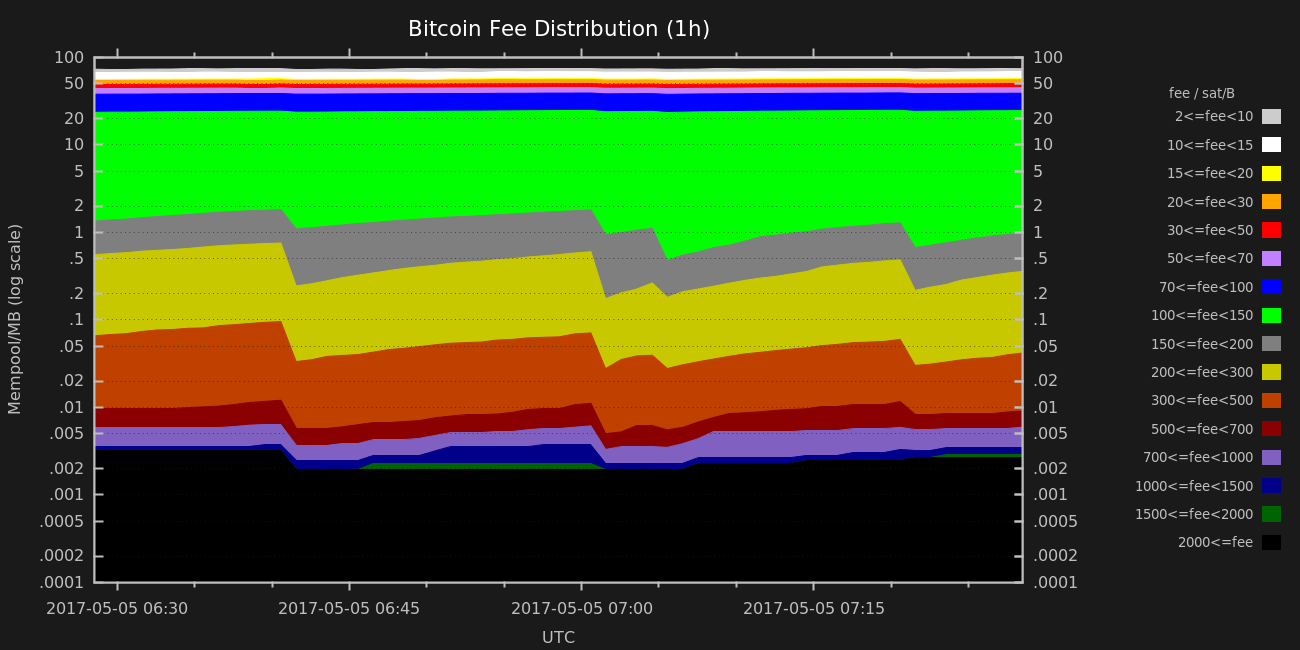 Bitcoin Fee Distribution (1h)
100
50
20
10
5
2
1
.5
.2
.1
.05
.02
.01
.005
.002
.001
.0005
.0002
.0001
Mempool/MB (log scale)
100
50
20
10
5
2
1
.5
.2
.1
.05
.02
.01
.005
.002
.001
.0005
.0002
.0001
2017-05-05 06:30 2017-05-05 06:45 2017-05-05 07:00 2017-05-05 07:15
UTC
fee / sat/B
2<=fee<10
10<=fee<15
15<=fee<20
20<=fee<30
30<=fee<50
50<=fee<70
70<=fee<100
100<=fee<150
150<=fee<200
200<=fee<300
300<=fee<500
500<=fee<700
700<=fee<1000
1000<=fee<1500
1500<=fee<2000
2000<=fee